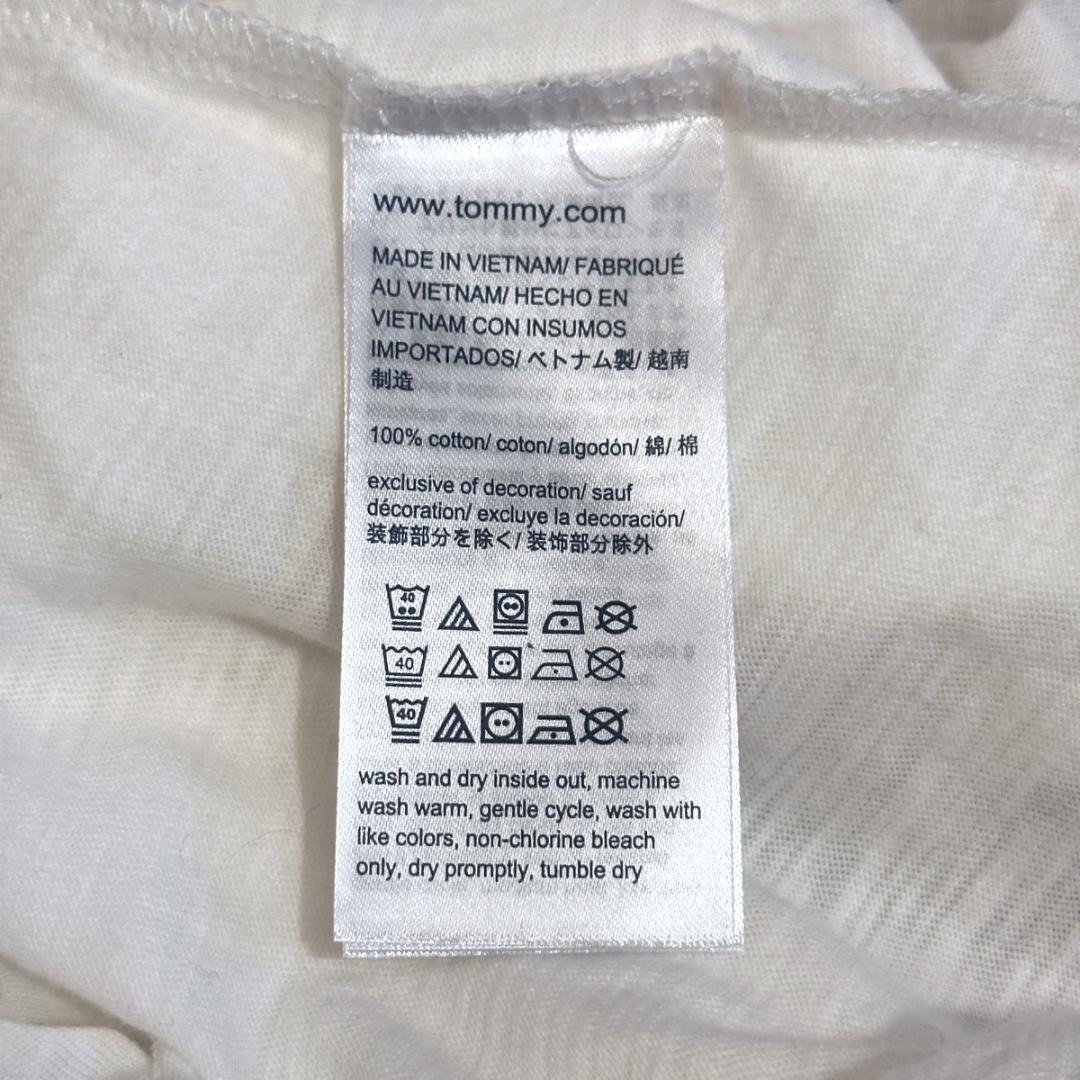 www.tommy.com
MADE IN VIETNAM/ FABRIQUÉ
AU VIETNAM/ HECHO EN
VIETNAM CON INSUMOS
IMPORTADOS/ ベトナム製/ 越南
制造
100% cotton/ coton/ algodón/ 綿/ 棉
exclusive of decoration/ sauf
décoration/ excluye la decoración/
装飾部分を除く/ 装饰部分除外
40
40
40
wash and dry inside out, machine
wash warm, gentle cycle, wash with
like colors, non-chlorine bleach
only, dry promptly, tumble dry